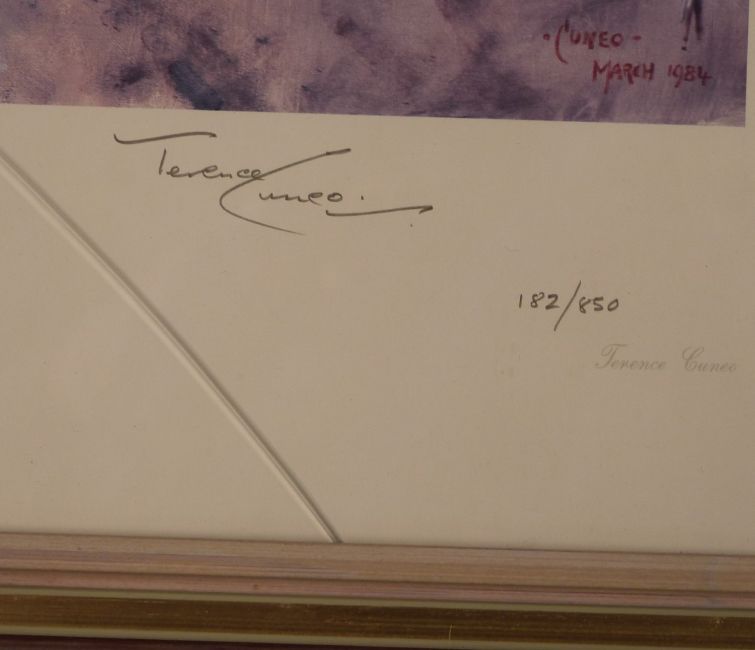 ·CUNEO-
MARCH 1984
Terence Cuneo.
182/850
Terence Cuneo